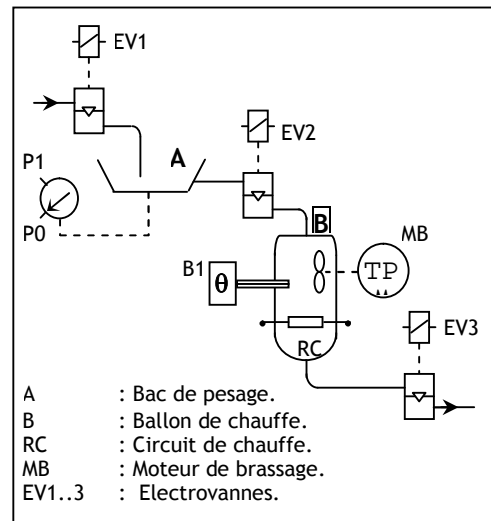 EV1
EV2
P1
A
P0
B
MB
B1
θ
TP
EV3
RC
A : Bac de pesage.
B : Ballon de chauffe.
RC : Circuit de chauffe.
MB : Moteur de brassage.
EV1..3 : Electrovannes.